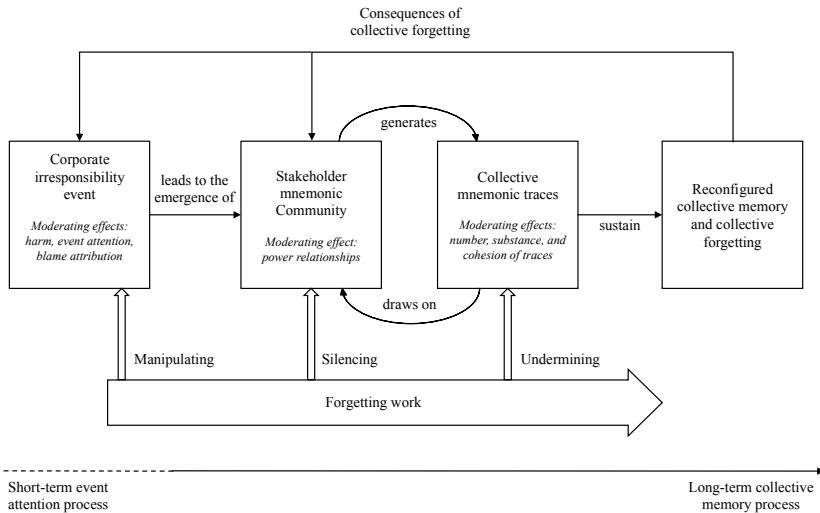 Consequences of
collective forgetting
generates
Corporate
irresponsibility
event
Moderating effects:
harm, event attention,
blame attribution
leads to the
emergence of
Stakeholder
mnemonic
Community
Moderating effect:
power relationships
Collective
mnemonic traces
Moderating effects:
number, substance, and
cohesion of traces
sustain
Reconfigured
collective memory
and collective
forgetting
draws on
Manipulating
Silencing
Undermining
Forgetting work
Short-term event
attention process
Long-term collective
memory process